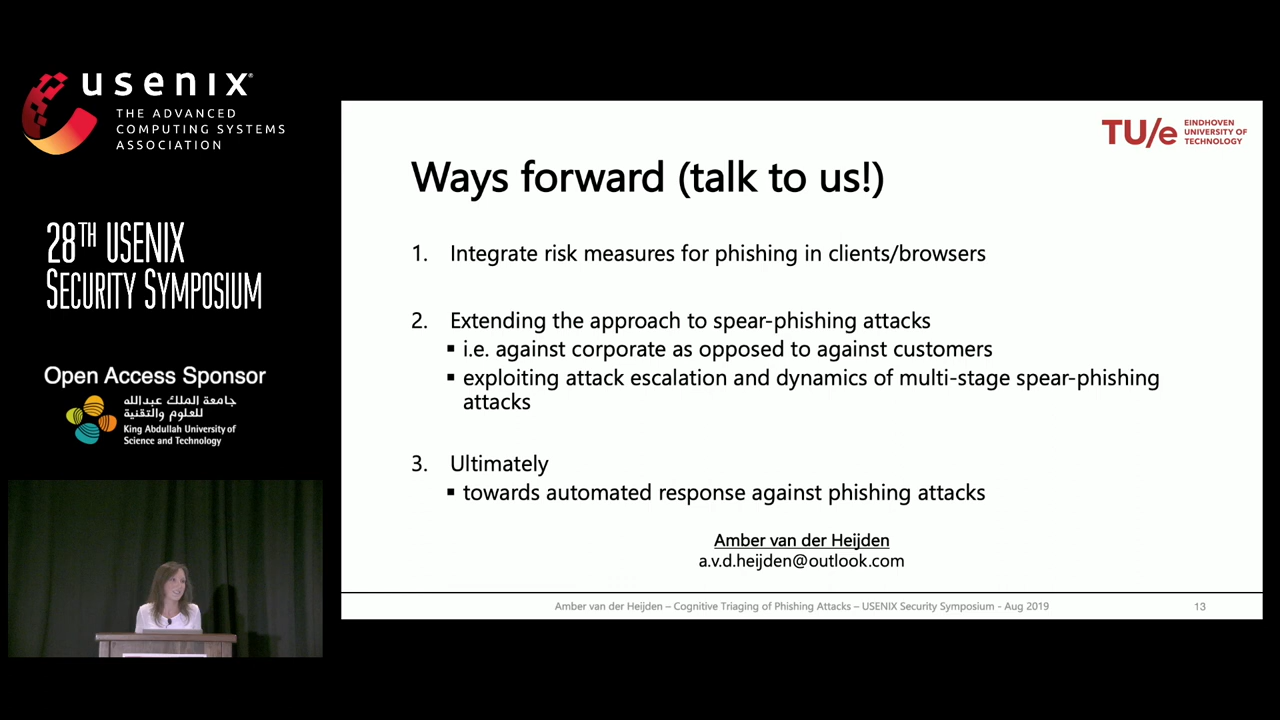 usenix
THE ADVANCED
COMPUTING SYSTEMS
ASSOCIATION
28TH USENIX
SECURITY SYMPOSIUM
Open Access Sponsor
جامعة الملك عبدالله
للعلوم والتقنية
King Abdullah University of
Science and Technology
TU/e EINDHOVEN
UNIVERSITY OF
TECHNOLOGY
Ways forward (talk to us!)
1. Integrate risk measures for phishing in clients/browsers
2. Extending the approach to spear-phishing attacks
▪ i.e. against corporate as opposed to against customers
▪ exploiting attack escalation and dynamics of multi-stage spear-phishing
attacks
3. Ultimately
▪ towards automated response against phishing attacks
Amber van der Heijden
a.v.d.heijden@outlook.com
Amber van der Heijden – Cognitive Triaging of Phishing Attacks – USENIX Security Symposium - Aug 2019
13